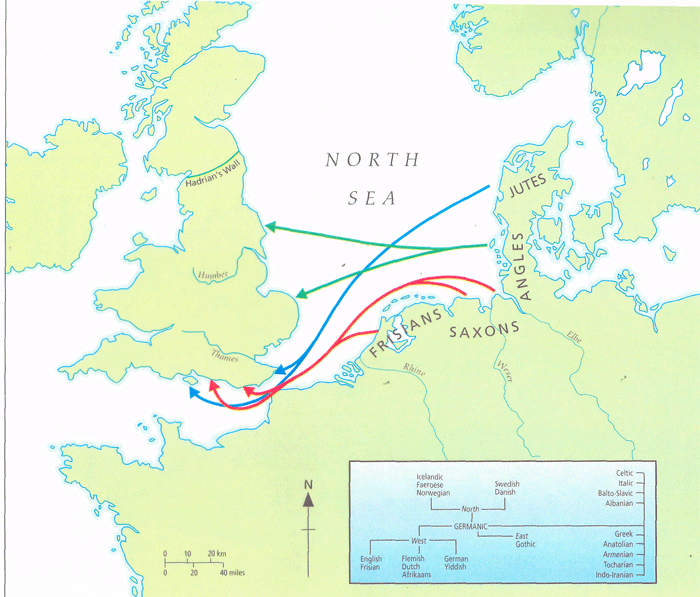 NORTH
SEA
Hadrian's Wall
JUTES
ANGLES
Humber
FRISIANS
SAXONS
Elbe
Thames
Rhine
Weser
N
0 10 20 km
0 20 40 miles
Icelandic
Faeroese
Norwegian
Swedish
Danish
North
GERMANIC
West
East
Gothic
English
Frisian
Flemish
Dutch
Afrikaans
German
Yiddish
Celtic
Italic
Balto-Slavic
Albanian
Greek
Anatolian
Armenian
Tocharian
Indo-Iranian